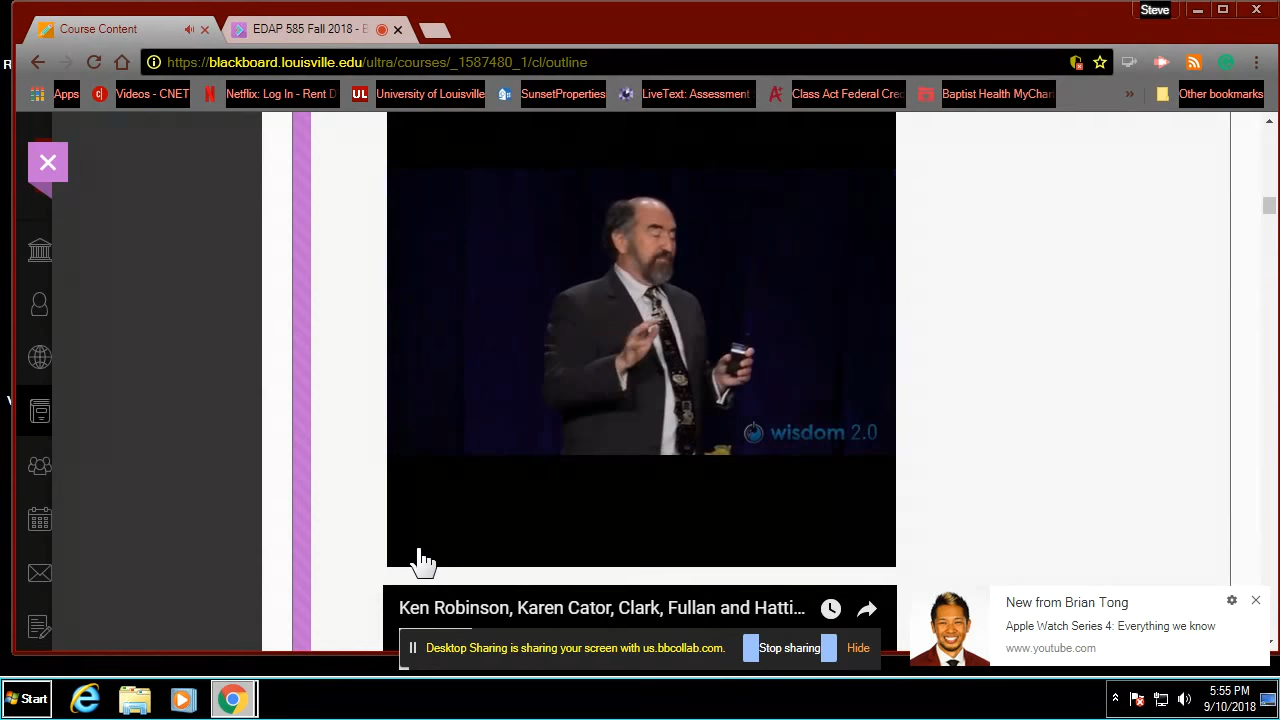 Steve
Course Content
EDAP 585 Fall 2018 - B
https://blackboard.louisville.edu/ultra/courses/_1587480_1/cl/outline
Apps
Videos - CNET
Netflix: Log In - Rent D
UL
University of Louisville
SunsetProperties
LiveText: Assessment
Class Act Federal Cred
Baptist Health MyChar
»
Other bookmarks
wisdom 2.0
Ken Robinson, Karen Cator, Clark, Fullan and Hatti...
Desktop Sharing is sharing your screen with us.bbcollab.com.
Stop sharing
Hide
New from Brian Tong
Apple Watch Series 4: Everything we know
www.youtube.com
Start
5:55 PM
9/10/2018